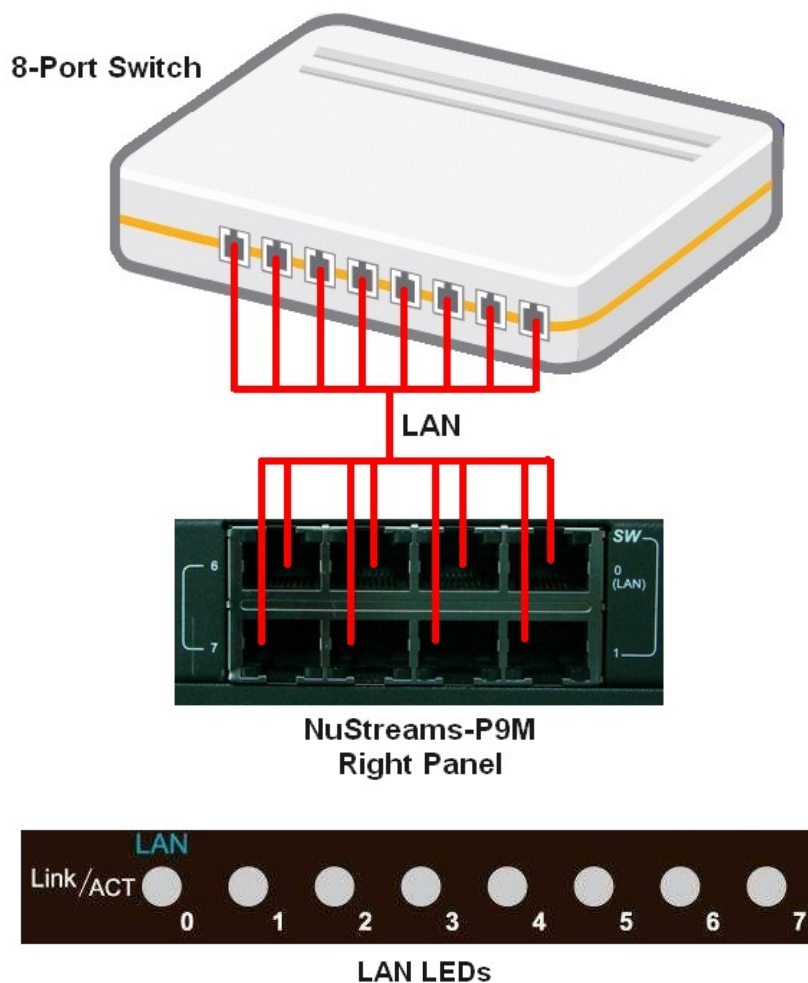 8-Port Switch
LAN
SW
6
0
(LAN)
7
1
NuStreams-P9M
Right Panel
LAN
Link/ACT
0 1 2 3 4 5 6 7
LAN LEDs